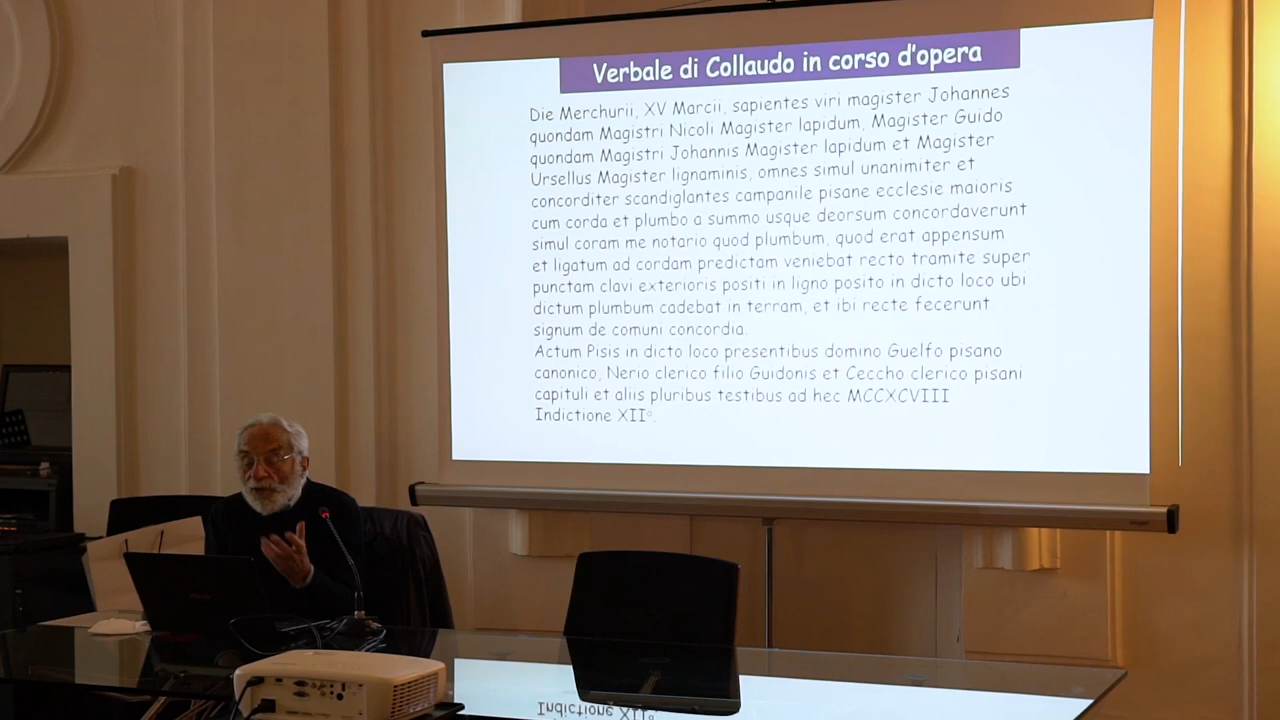 Verbale di Collaudo in corso d'opera
Die Merchurii, XV Marcii, sapientes viri magister Johannes
quondam Magistri Nicoli Magister lapidum, Magister Guido
quondam Magistri Johannis Magister lapidum et Magister
Ursellus Magister lignaminis, omnes simul unanimiter et
concorditer scandiglantes campanile pisane ecclesie maioris
cum corda et plumbo a summo usque deorsum concordaverunt
simul coram me notario quod plumbum, quod erat appensum
et ligatum ad cordam predictam veniebat recto tramite super
punctam clavi exterioris positi in ligno posito in dicto loco ubi
dictum plumbum cadebat in terram, et ibi recte fecerunt
signum de comuni concordia.
Actum Pisis in dicto loco presentibus domino Guelfo pisano
canonico, Nerio clerico filio Guidonis et Ceccho clerico pisani
capituli et aliis pluribus testibus ad hec MCCXCVIII
Indictione XII°.
Indictione XII°